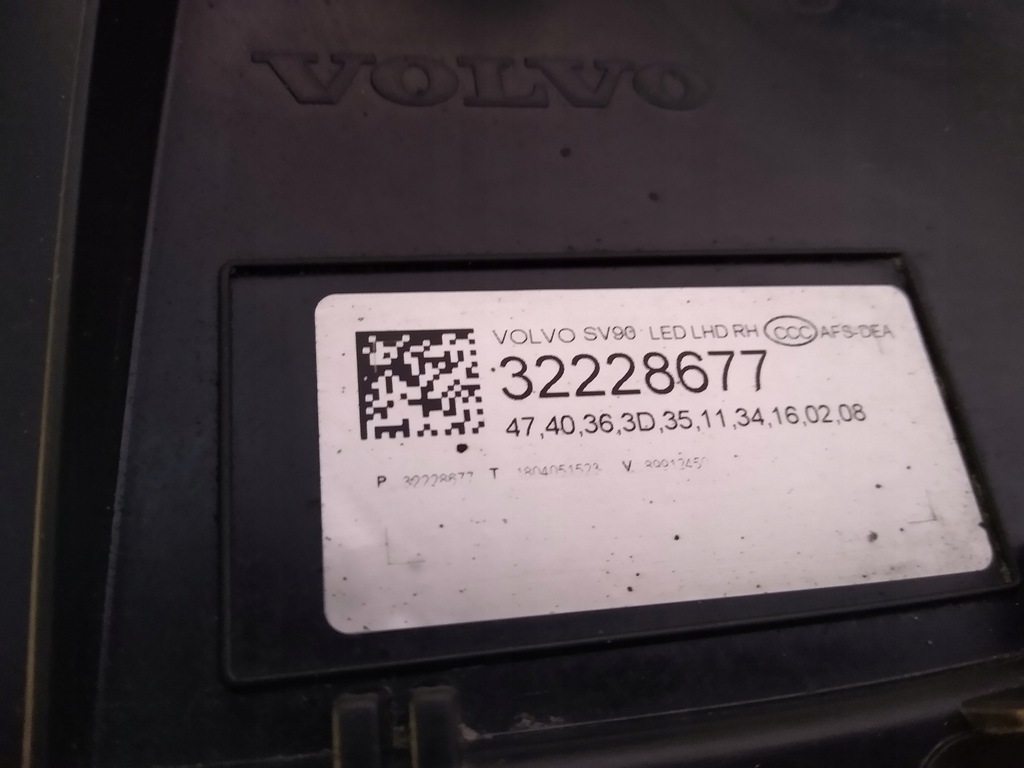 VOLVO
VOLVO SV90 LED LHD RH CCC AFS-DEA
32228677
47,40,36,3D,35,11,34,16,02,08
P 32228677 T 1804051523 V